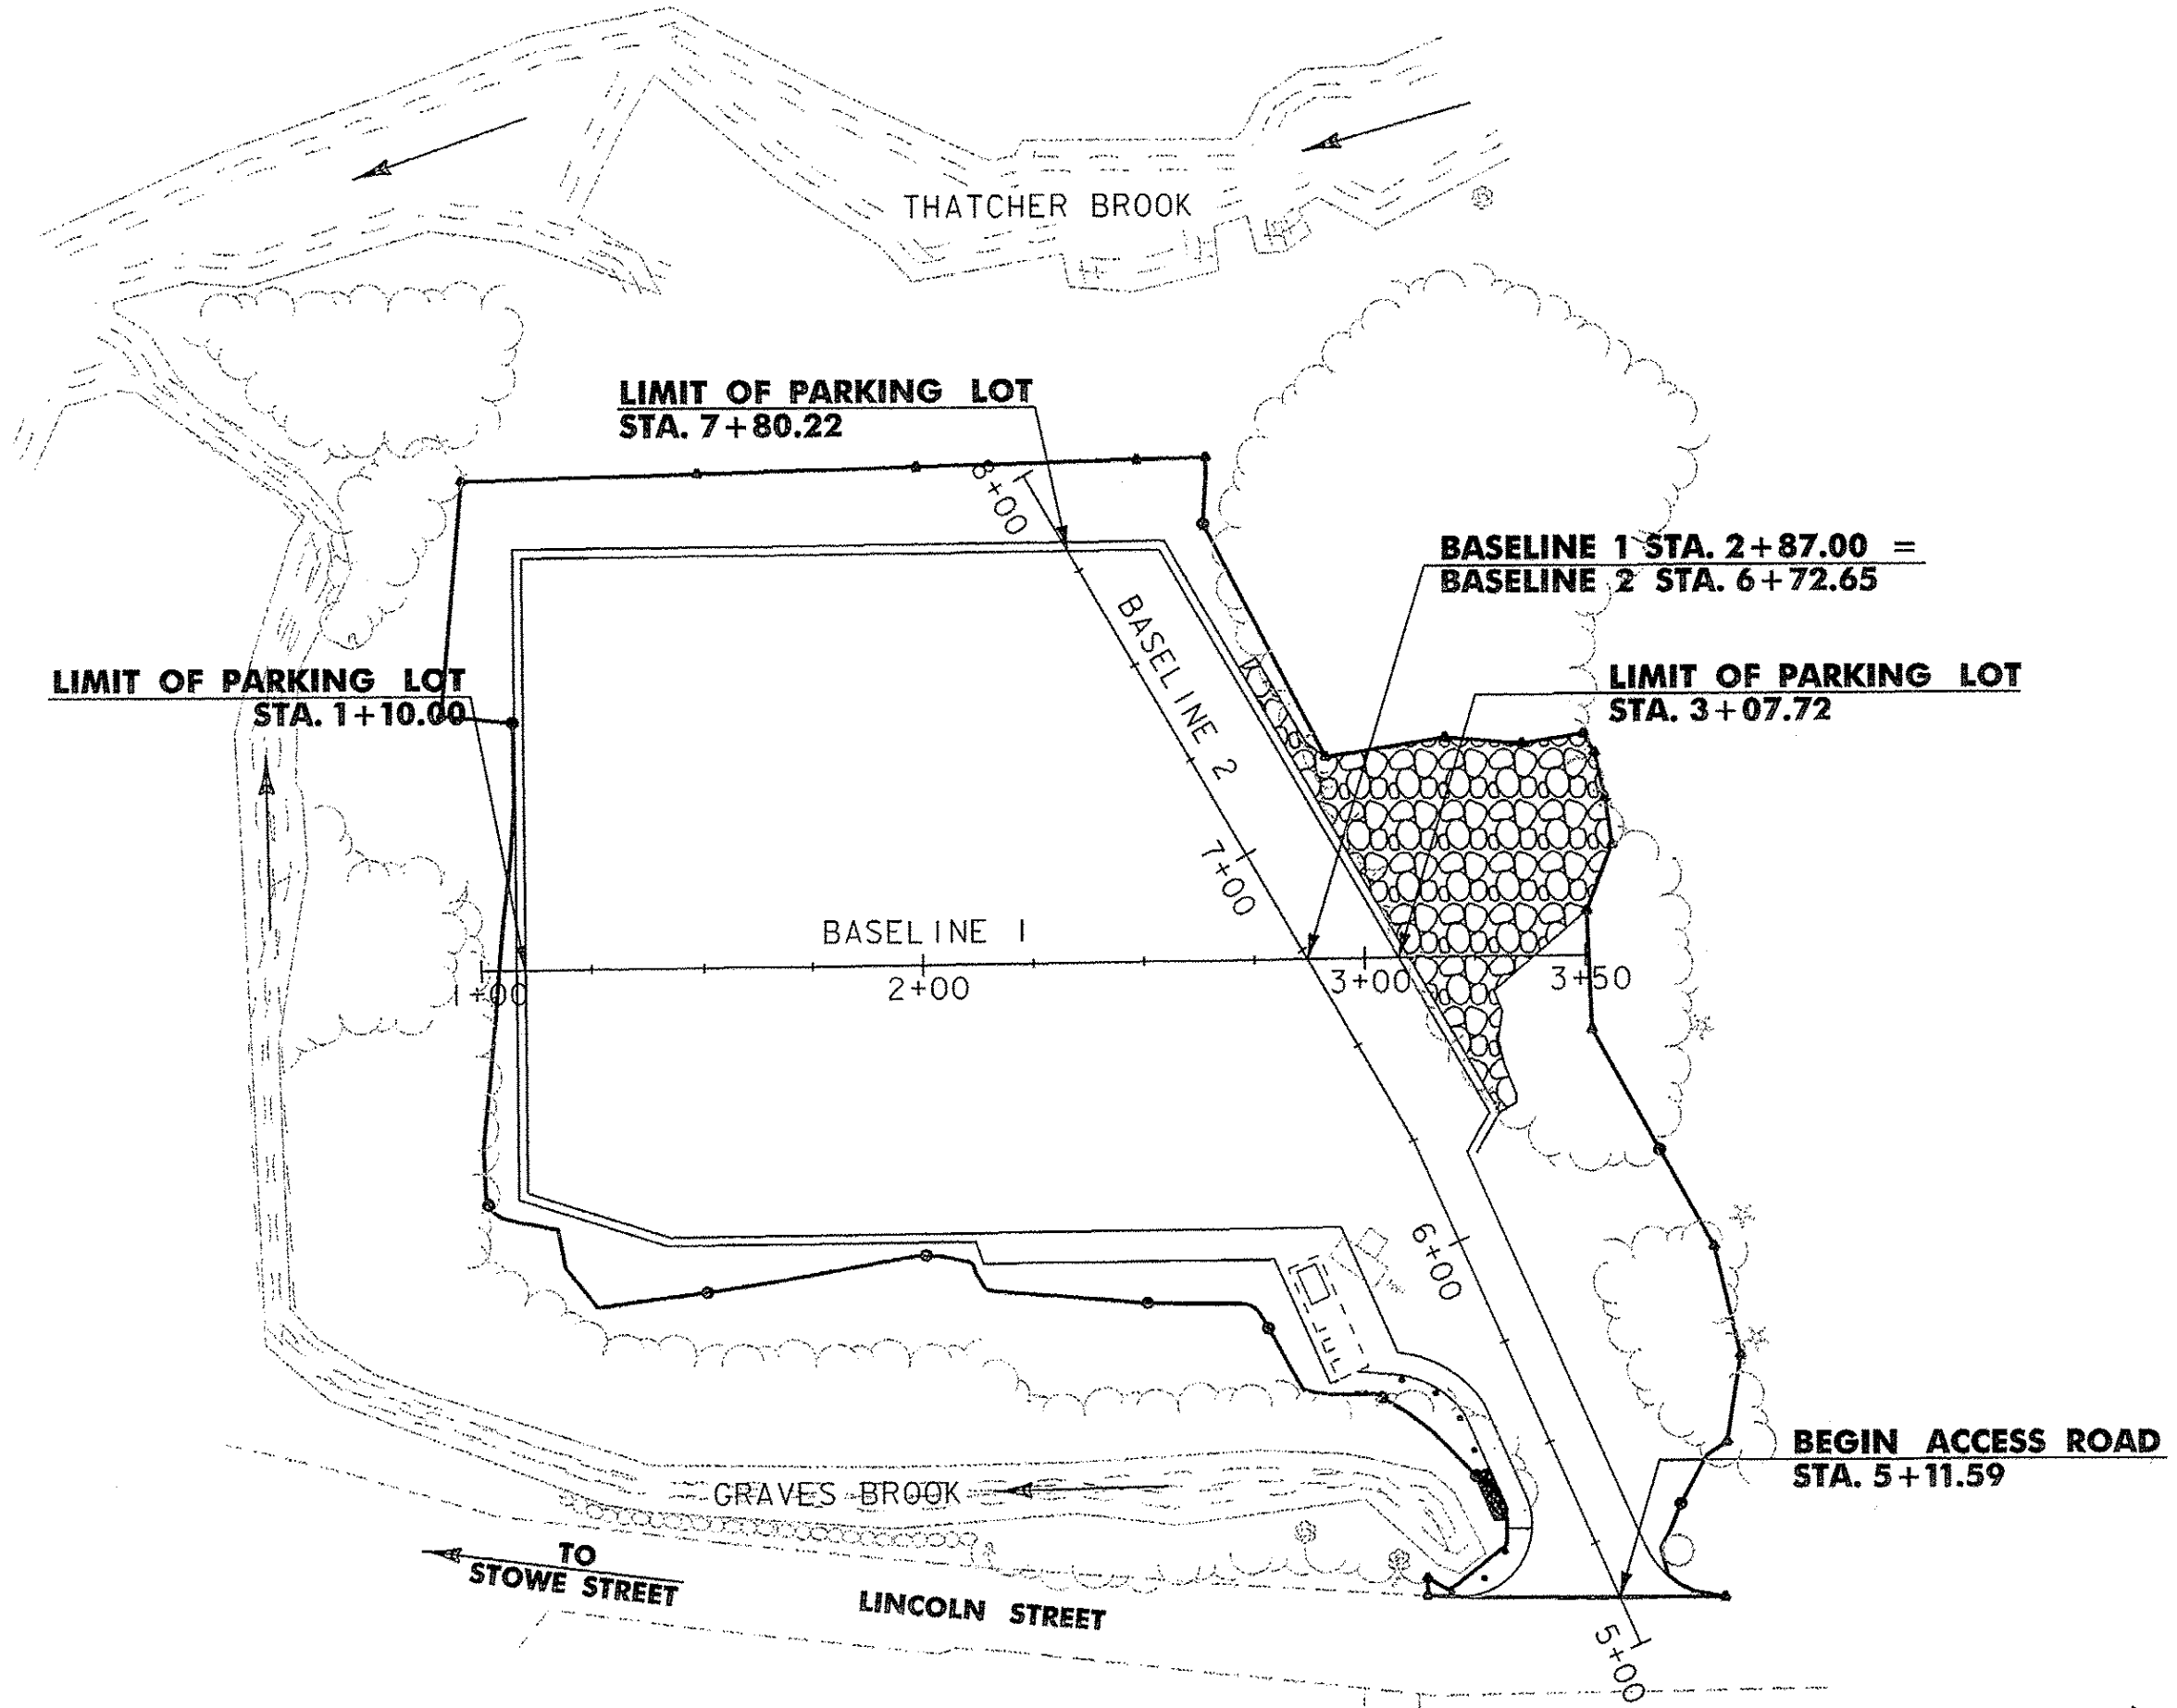 THATCHER BROOK
LIMIT OF PARKING LOT
STA. 7+80.22
8+00
BASELINE 1 STA. 2+87.00 =
BASELINE 2 STA. 6+72.65
BASELINE 2
LIMIT OF PARKING LOT
STA. 1+10.00
LIMIT OF PARKING LOT
STA. 3+07.72
7+00
BASELINE 1
1+00
2+00
3+00
3+50
6+00
BEGIN ACCESS ROAD
STA. 5+11.59
GRAVES BROOK
TO
STOWE STREET
LINCOLN STREET
5+00